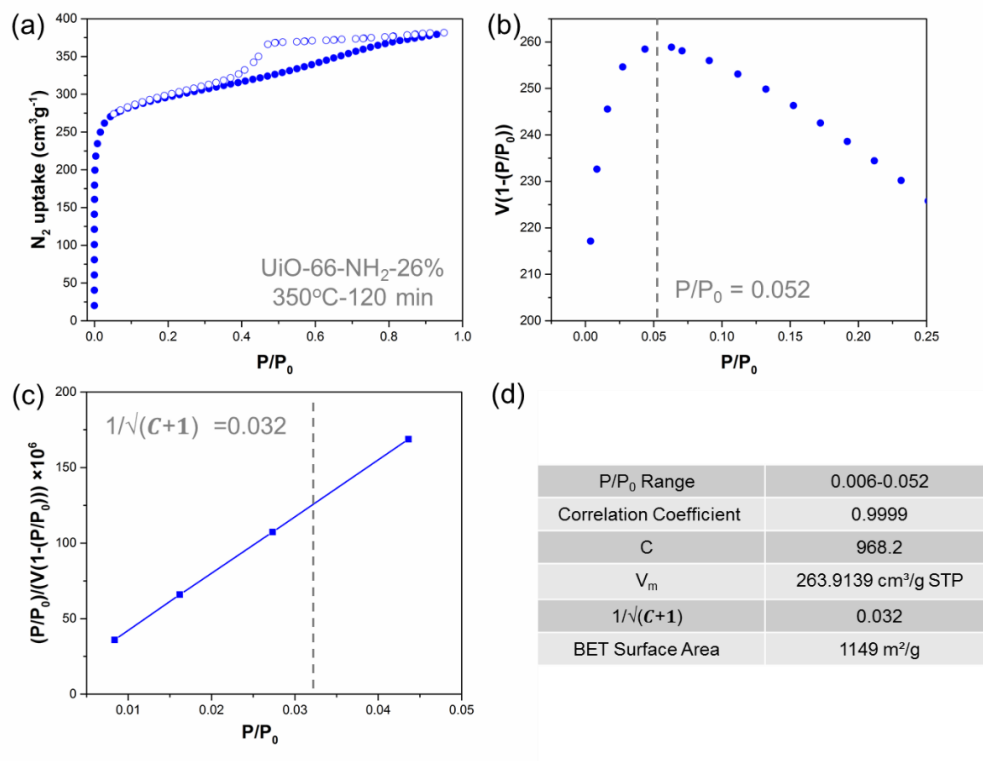 (a)
400
350
300
250
200
150
100
50
0
N₂ uptake (cm³g⁻¹)
UiO-66-NH₂-26%
350°C-120 min
0.0 0.2 0.4 0.6 0.8 1.0
P/P₀
(b)
260
250
240
230
220
210
200
V(1-(P/P₀))
P/P₀ = 0.052
0.00 0.05 0.10 0.15 0.20 0.25
P/P₀
(c)
200
150
100
50
0
(P/P₀)/(V(1-(P/P₀))) ×10⁶
1/√(C+1) =0.032
0.01 0.02 0.03 0.04 0.05
P/P₀
(d)
P/P₀ Range 0.006-0.052
Correlation Coefficient 0.9999
C 968.2
Vₘ 263.9139 cm³/g STP
1/√(C+1) 0.032
BET Surface Area 1149 m²/g